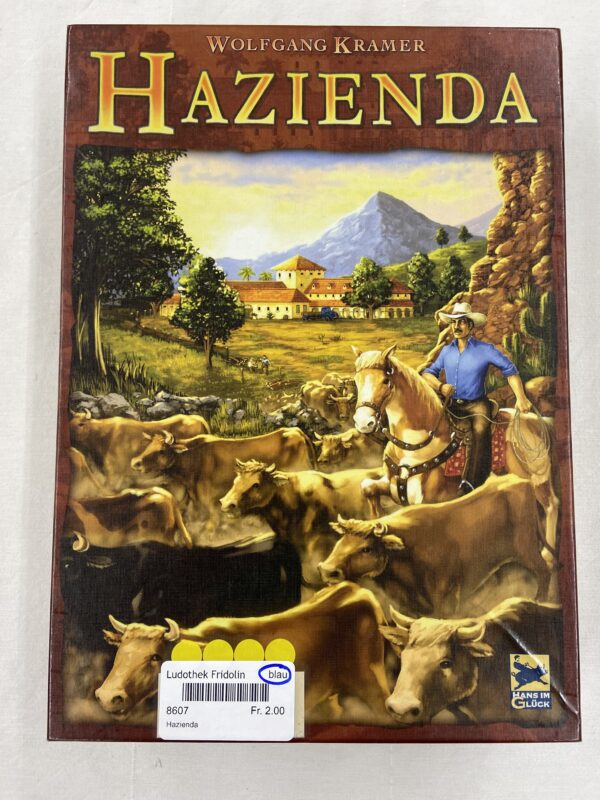 WOLFGANG KRAMER
HAZIENDA
HANS IM
GLÜCK
Ludothek Fridolin blau
8607 Fr. 2.00
Hazienda